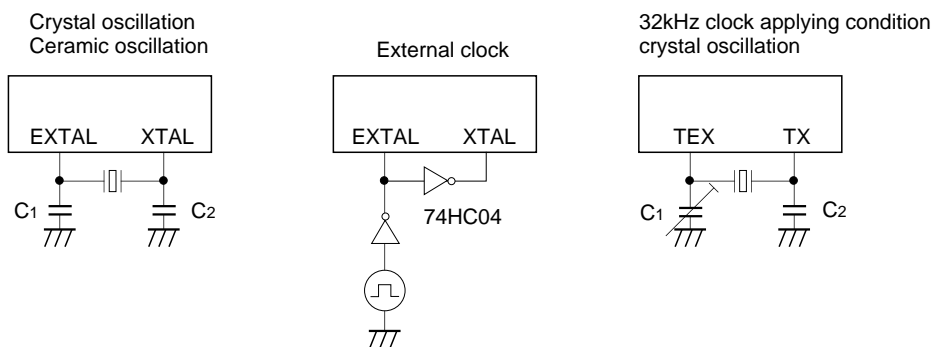 Crystal oscillation
Ceramic oscillation
EXTAL XTAL
C1 C2
External clock
EXTAL XTAL
74HC04
32kHz clock applying condition
crystal oscillation
TEX TX
C1 C2